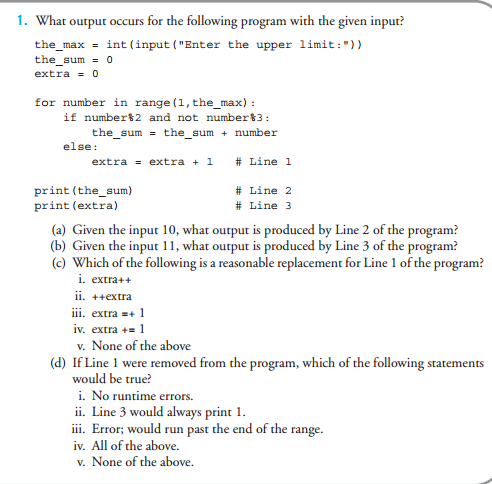 1. What output occurs for the following program with the given input?
the_max = int(input("Enter the upper limit:"))
the_sum = 0
extra = 0
for number in range(1,the_max):
if number%2 and not number%3:
the_sum = the_sum + number
else:
extra = extra + 1 # Line 1
print(the_sum) # Line 2
print(extra) # Line 3
(a) Given the input 10, what output is produced by Line 2 of the program?
(b) Given the input 11, what output is produced by Line 3 of the program?
(c) Which of the following is a reasonable replacement for Line 1 of the program?
i. extra++
ii. ++extra
iii. extra =+ 1
iv. extra += 1
v. None of the above
(d) If Line 1 were removed from the program, which of the following statements
would be true?
i. No runtime errors.
ii. Line 3 would always print 1.
iii. Error; would run past the end of the range.
iv. All of the above.
v. None of the above.